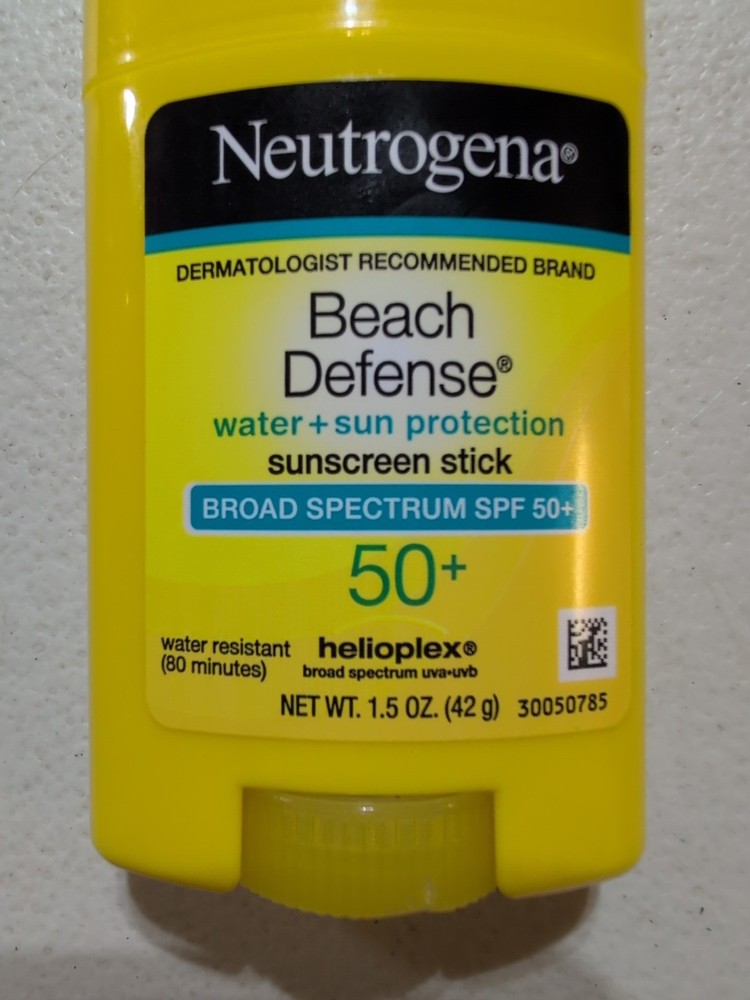 Neutrogena®
DERMATOLOGIST RECOMMENDED BRAND
Beach
Defense®
water + sun protection
sunscreen stick
BROAD SPECTRUM SPF 50+
50+
water resistant
(80 minutes)
helioplex®
broad spectrum uva•uvb
NET WT. 1.5 OZ. (42 g) 30050785